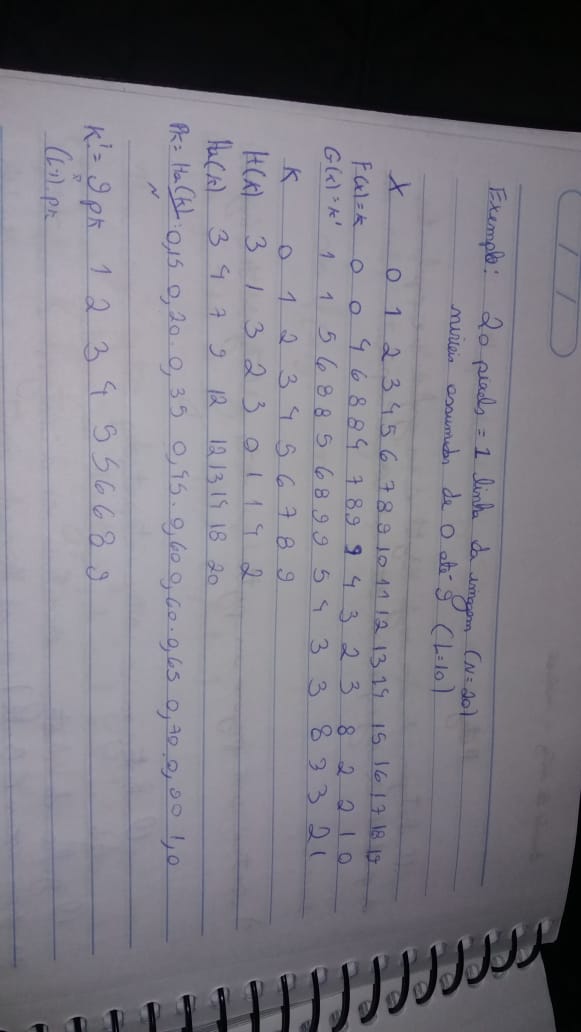 Exemplo: 20 pixels = 1 linha da imagem (N=20)
níveis assumidos de 0 até 9 (L=10)
X 0 1 2 3 4 5 6 7 8 9 10 11 12 13 14 15 16 17 18 19
F(x)=k 0 0 4 6 8 8 4 7 8 9 9 4 3 2 3 8 2 2 1 0
G(x)=k' 1 1 5 6 8 8 5 6 8 9 9 5 4 3 3 8 3 3 2 1
K 0 1 2 3 4 5 6 7 8 9
H(k) 3 1 3 2 3 0 1 1 4 2
Ha(k) 3 4 7 9 12 12 13 14 18 20
Pk = Ha(k)/N : 0,15 0,20. 0,35 0,45. 0,60 0,60. 0,65 0,70. 0,90 1,0
K' = 9 pk 1 2 3 4 5 5 6 6 8 9
(L-1).pk